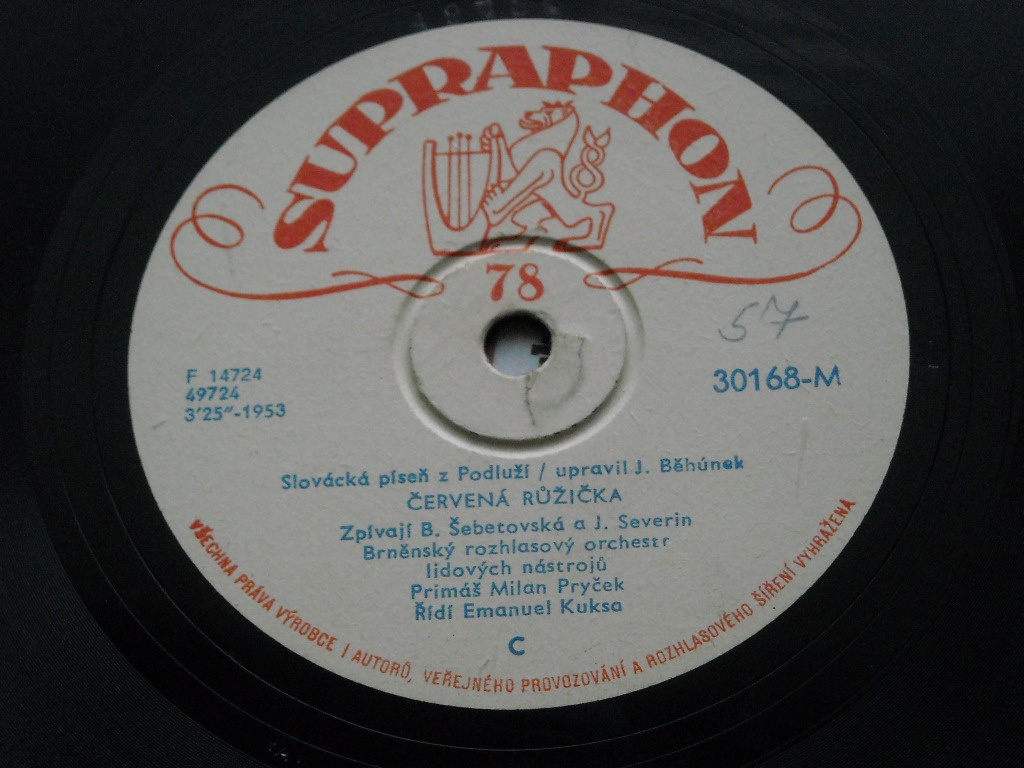 SUPRAPHON
78
57
F 14724
49724
3'25"-1953
30168-M
Slovácká píseň z Podluží / upravil J. Běhúnek
ČERVENÁ RŮŽIČKA
Zpívají B. Šebetovská a J. Severin
Brněnský rozhlasový orchestr
lidových nástrojů
Primáš Milan Pryček
Řídí Emanuel Kuksa
C
VŠECHNA PRÁVA VÝROBCE I AUTORŮ, VEŘEJNÉHO PROVOZOVÁNÍ A ROZHLASOVÉHO ŠÍŘENÍ VYHRAŽENA